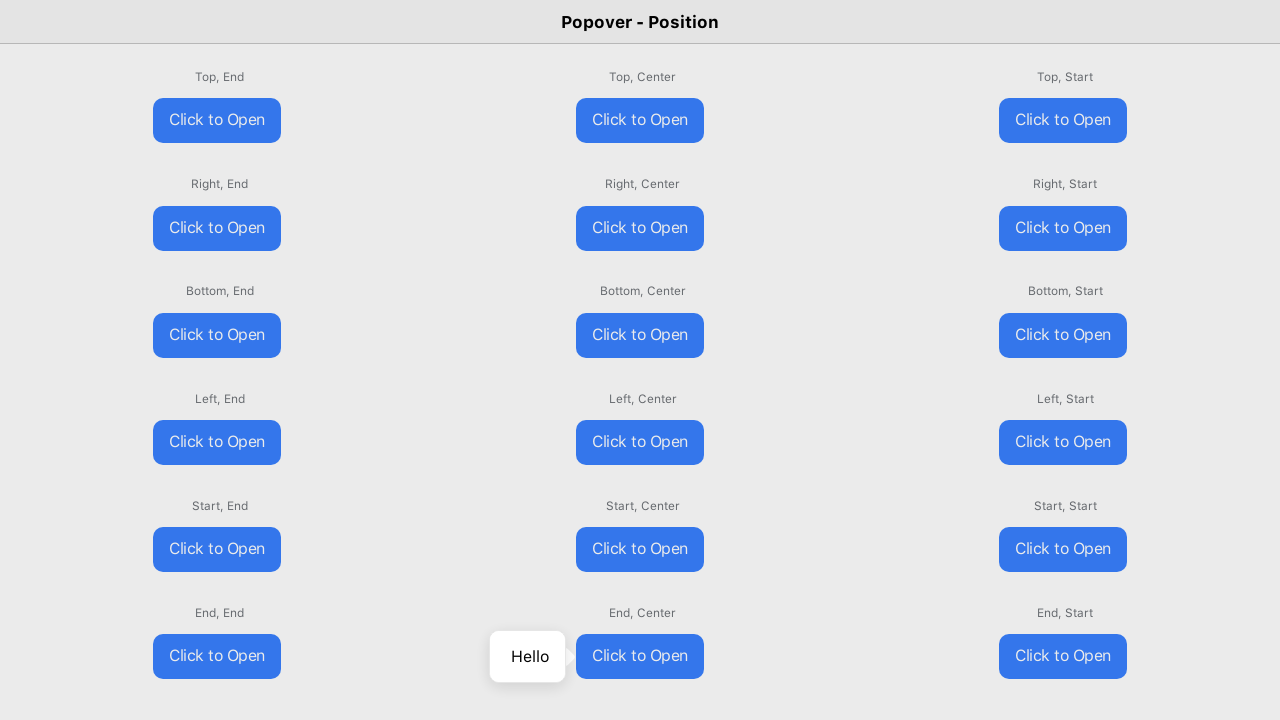 Popover - Position
Top, End
Top, Center
Top, Start
Click to Open
Click to Open
Click to Open
Right, End
Right, Center
Right, Start
Click to Open
Click to Open
Click to Open
Bottom, End
Bottom, Center
Bottom, Start
Click to Open
Click to Open
Click to Open
Left, End
Left, Center
Left, Start
Click to Open
Click to Open
Click to Open
Start, End
Start, Center
Start, Start
Click to Open
Click to Open
Click to Open
End, End
End, Center
End, Start
Click to Open
Hello
Click to Open
Click to Open